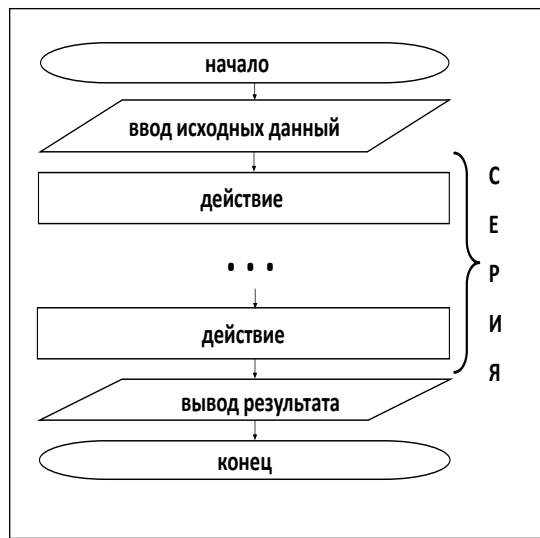 начало
ввод исходных данный
действие
. . .
действие
вывод результата
конец
С
Е
Р
И
Я